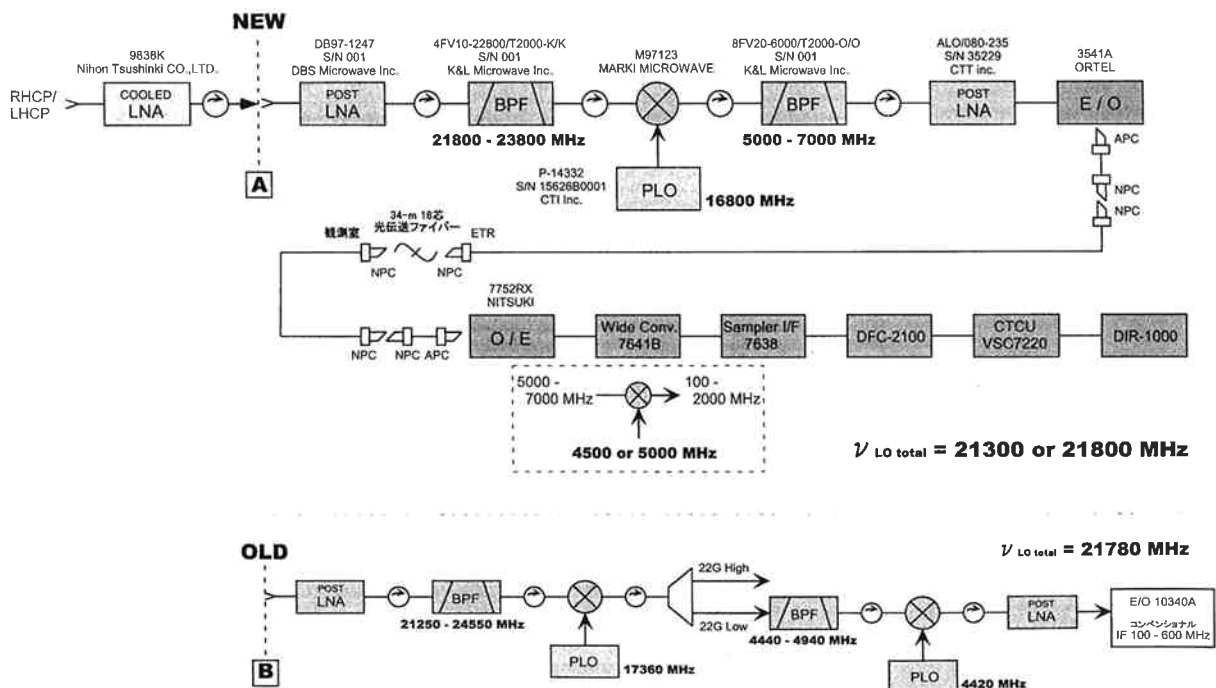 NEW
9838K
Nihon Tsushinki CO.,LTD.
DB97-1247
S/N 001
DBS Microwave Inc.
4FV10-22800/T2000-K/K
S/N 001
K&L Microwave Inc.
M97123
MARKI MICROWAVE
8FV20-6000/T2000-O/O
S/N 001
K&L Microwave Inc.
ALO/080-235
S/N 35229
CTT inc.
3541A
ORTEL
RHCP/
LHCP
COOLED
LNA
POST
LNA
BPF
BPF
POST
LNA
E / O
21800 - 23800 MHz
5000 - 7000 MHz
APC
A
P-14332
S/N 15626B0001
CTI Inc.
PLO
16800 MHz
NPC
NPC
34-m 16芯
光伝送ファイバー
観測室
ETR
NPC
NPC
7752RX
NITSUKI
O / E
Wide Conv.
7641B
Sampler I/F
7638
DFC-2100
CTCU
VSC7220
DIR-1000
NPC
NPC
APC
5000 -
7000 MHz
100 -
2000 MHz
4500 or 5000 MHz
ν LO total = 21300 or 21800 MHz
OLD
ν LO total = 21780 MHz
POST
LNA
BPF
22G High
22G Low
BPF
POST
LNA
E/O 10340A
コンベンショナル
IF 100 - 600 MHz
21250 - 24550 MHz
4440 - 4940 MHz
B
PLO
17360 MHz
PLO
4420 MHz